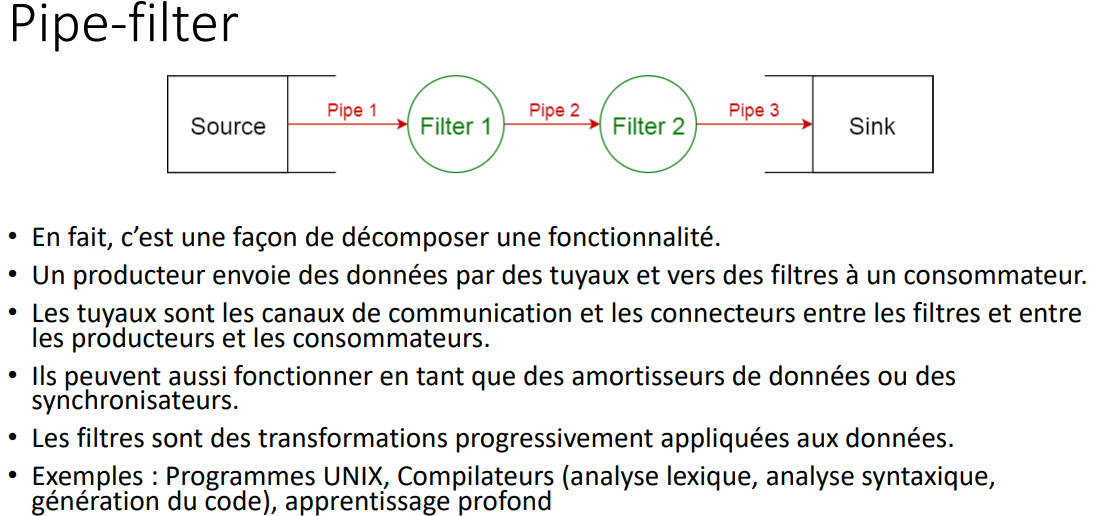 Pipe-filter
Source
Pipe 1
Filter 1
Pipe 2
Filter 2
Pipe 3
Sink
• En fait, c’est une façon de décomposer une fonctionnalité.
• Un producteur envoie des données par des tuyaux et vers des filtres à un consommateur.
• Les tuyaux sont les canaux de communication et les connecteurs entre les filtres et entre
les producteurs et les consommateurs.
• Ils peuvent aussi fonctionner en tant que des amortisseurs de données ou des
synchronisateurs.
• Les filtres sont des transformations progressivement appliquées aux données.
• Exemples : Programmes UNIX, Compilateurs (analyse lexique, analyse syntaxique,
génération du code), apprentissage profond